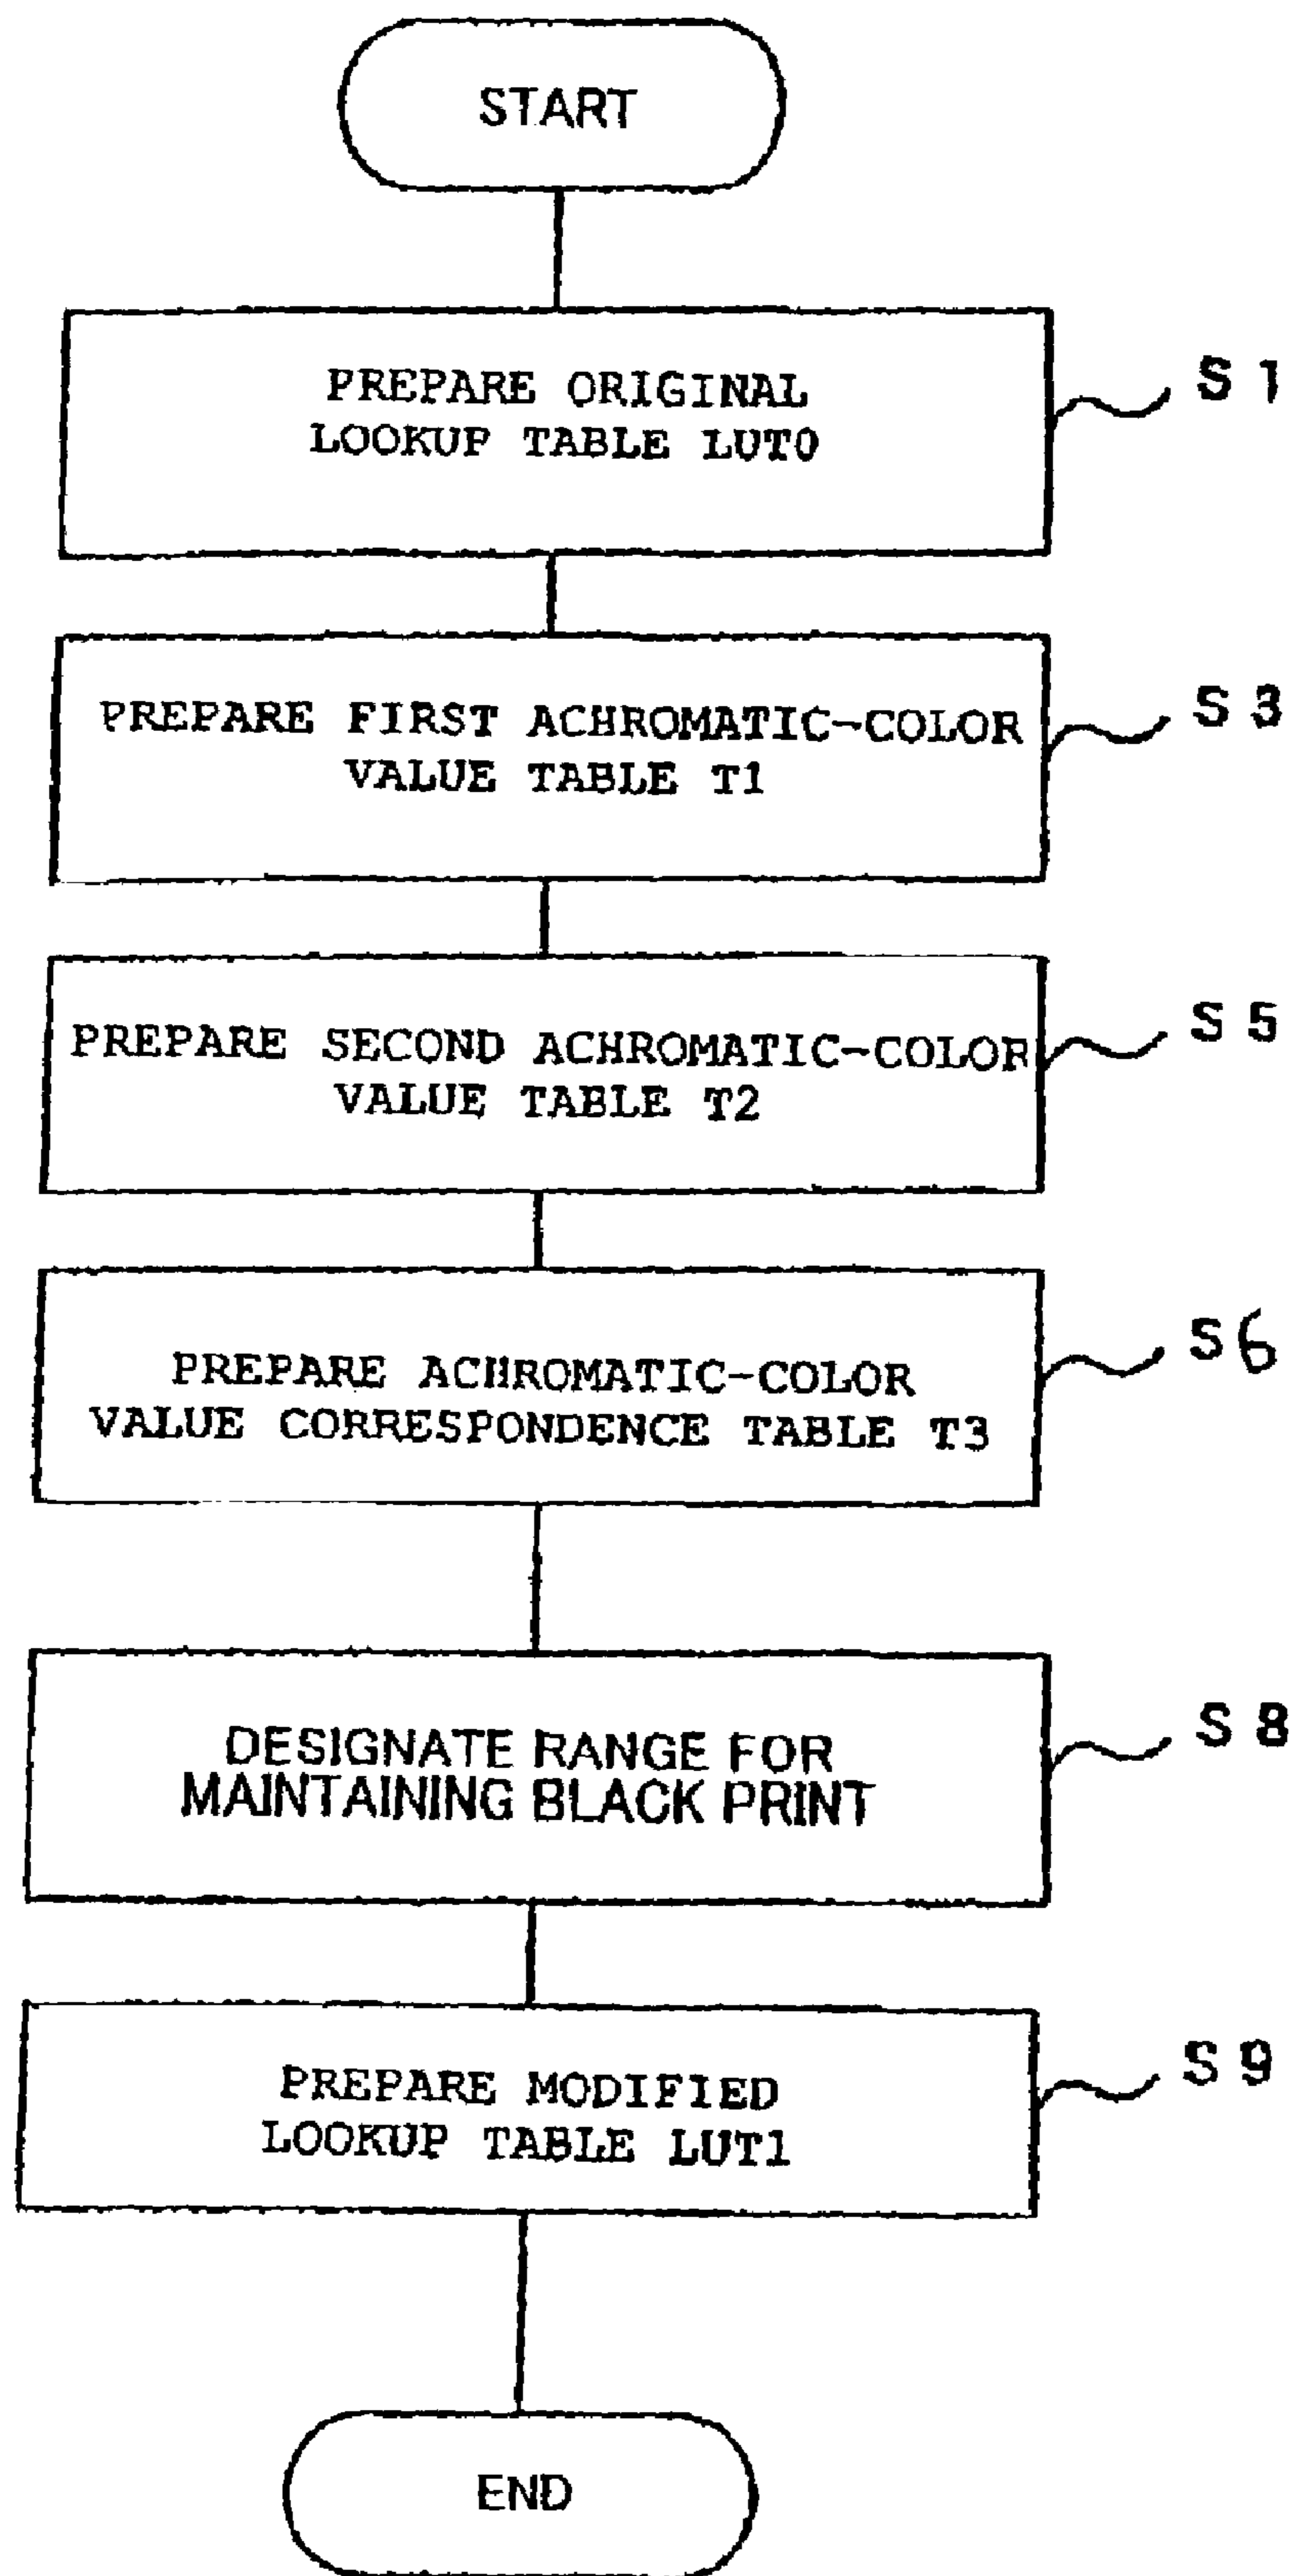 START
PREPARE ORIGINAL
LOOKUP TABLE LUT0
S 1
PREPARE FIRST ACHROMATIC-COLOR
VALUE TABLE T1
S 3
PREPARE SECOND ACHROMATIC-COLOR
VALUE TABLE T2
S 5
PREPARE ACHROMATIC-COLOR
VALUE CORRESPONDENCE TABLE T3
S 6
DESIGNATE RANGE FOR
MAINTAINING BLACK PRINT
S 8
PREPARE MODIFIED
LOOKUP TABLE LUT1
S 9
END